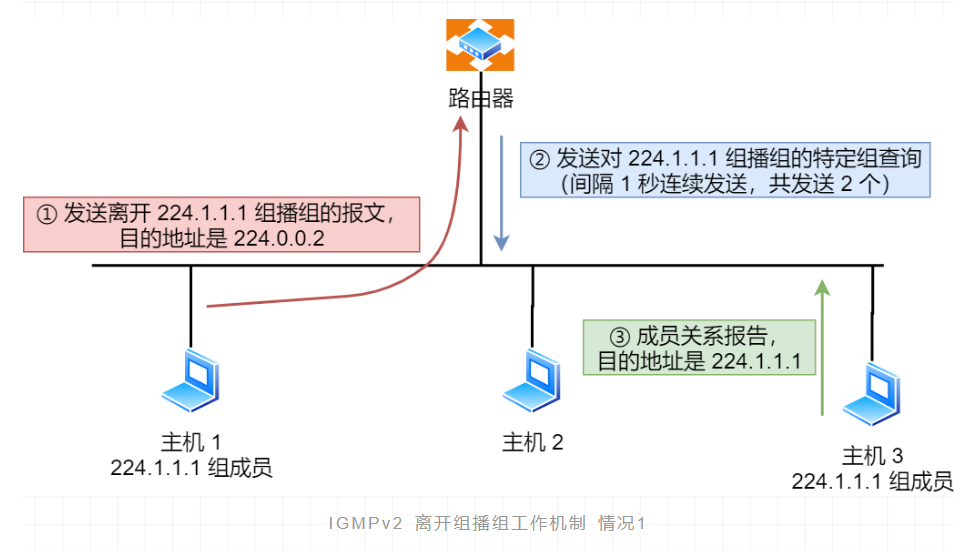 路由器
② 发送对 224.1.1.1 组播组的特定组查询
（间隔 1 秒连续发送，共发送 2 个）
① 发送离开 224.1.1.1 组播组的报文，
目的地址是 224.0.0.2
③ 成员关系报告，
目的地址是 224.1.1.1
主机 1
224.1.1.1 组成员
主机 2
主机 3
224.1.1.1 组成员
IGMPv2 离开组播组工作机制 情况1